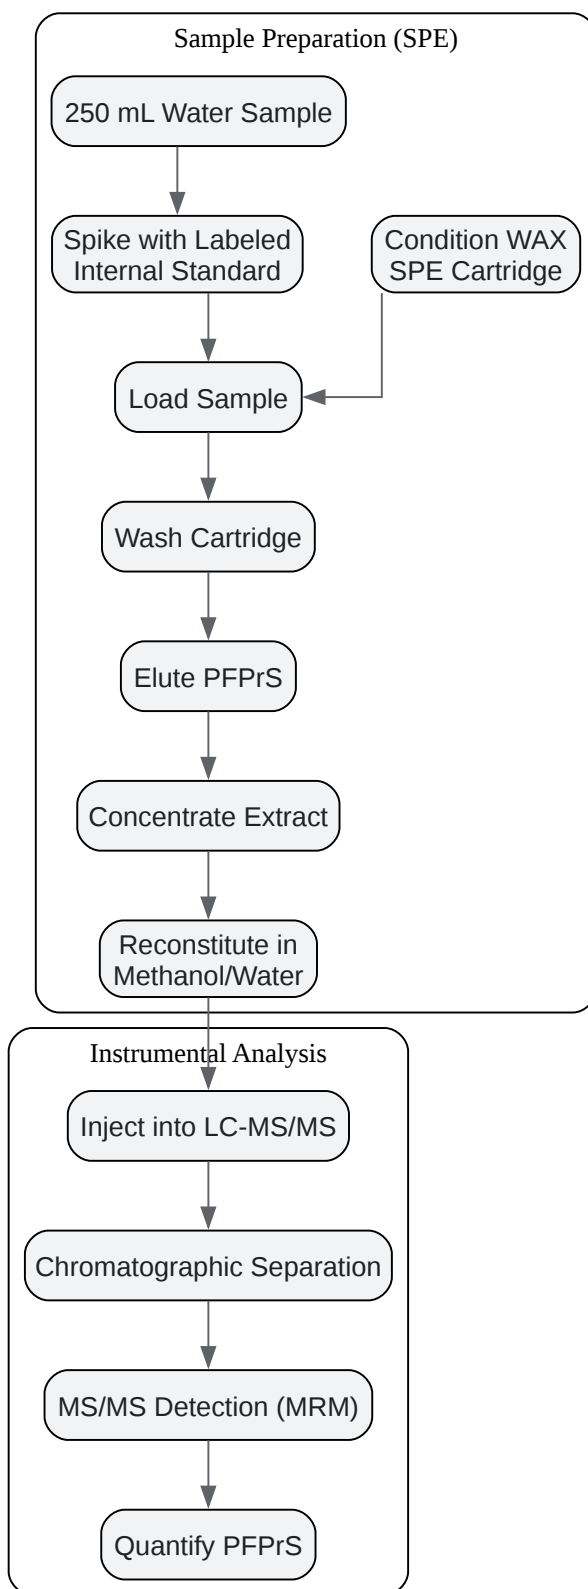 Sample Preparation (SPE)
250 mL Water Sample
Spike with Labeled
Internal Standard
Condition WAX
SPE Cartridge
Load Sample
Wash Cartridge
Elute PFPrS
Concentrate Extract
Reconstitute in
Methanol/Water
Instrumental Analysis
Inject into LC-MS/MS
Chromatographic Separation
MS/MS Detection (MRM)
Quantify PFPrS